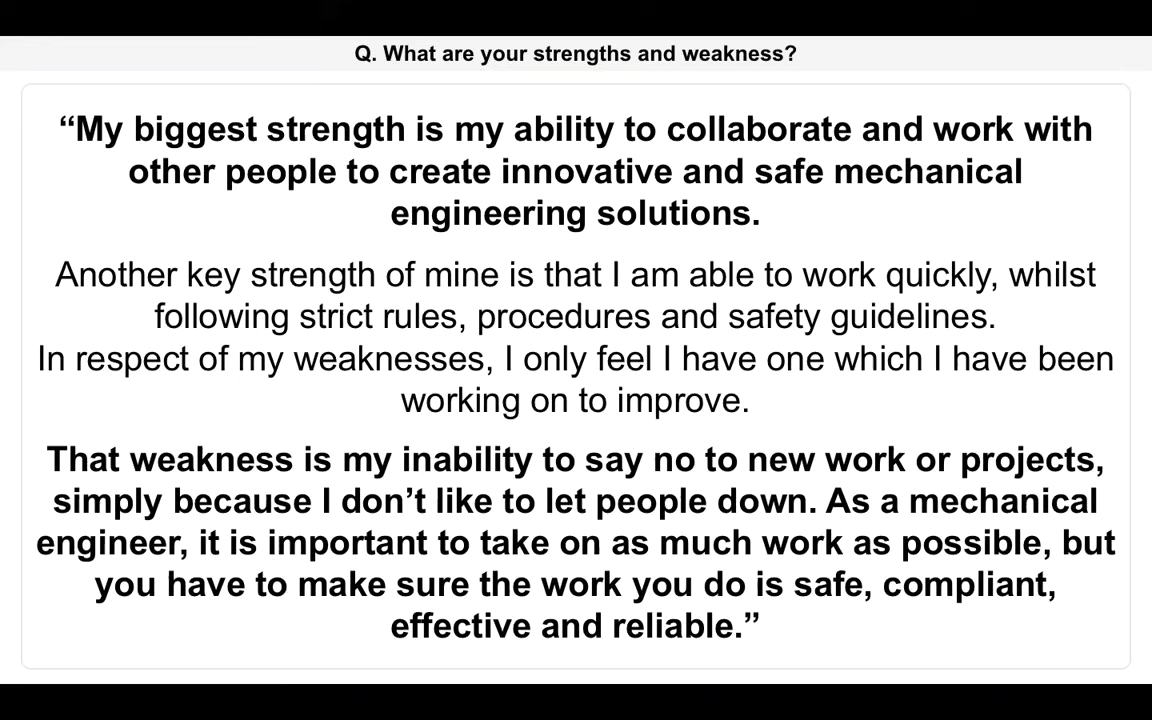 Q. What are your strengths and weakness?
“My biggest strength is my ability to collaborate and work with
other people to create innovative and safe mechanical
engineering solutions.
Another key strength of mine is that I am able to work quickly, whilst
following strict rules, procedures and safety guidelines.
In respect of my weaknesses, I only feel I have one which I have been
working on to improve.
That weakness is my inability to say no to new work or projects,
simply because I don’t like to let people down. As a mechanical
engineer, it is important to take on as much work as possible, but
you have to make sure the work you do is safe, compliant,
effective and reliable.”